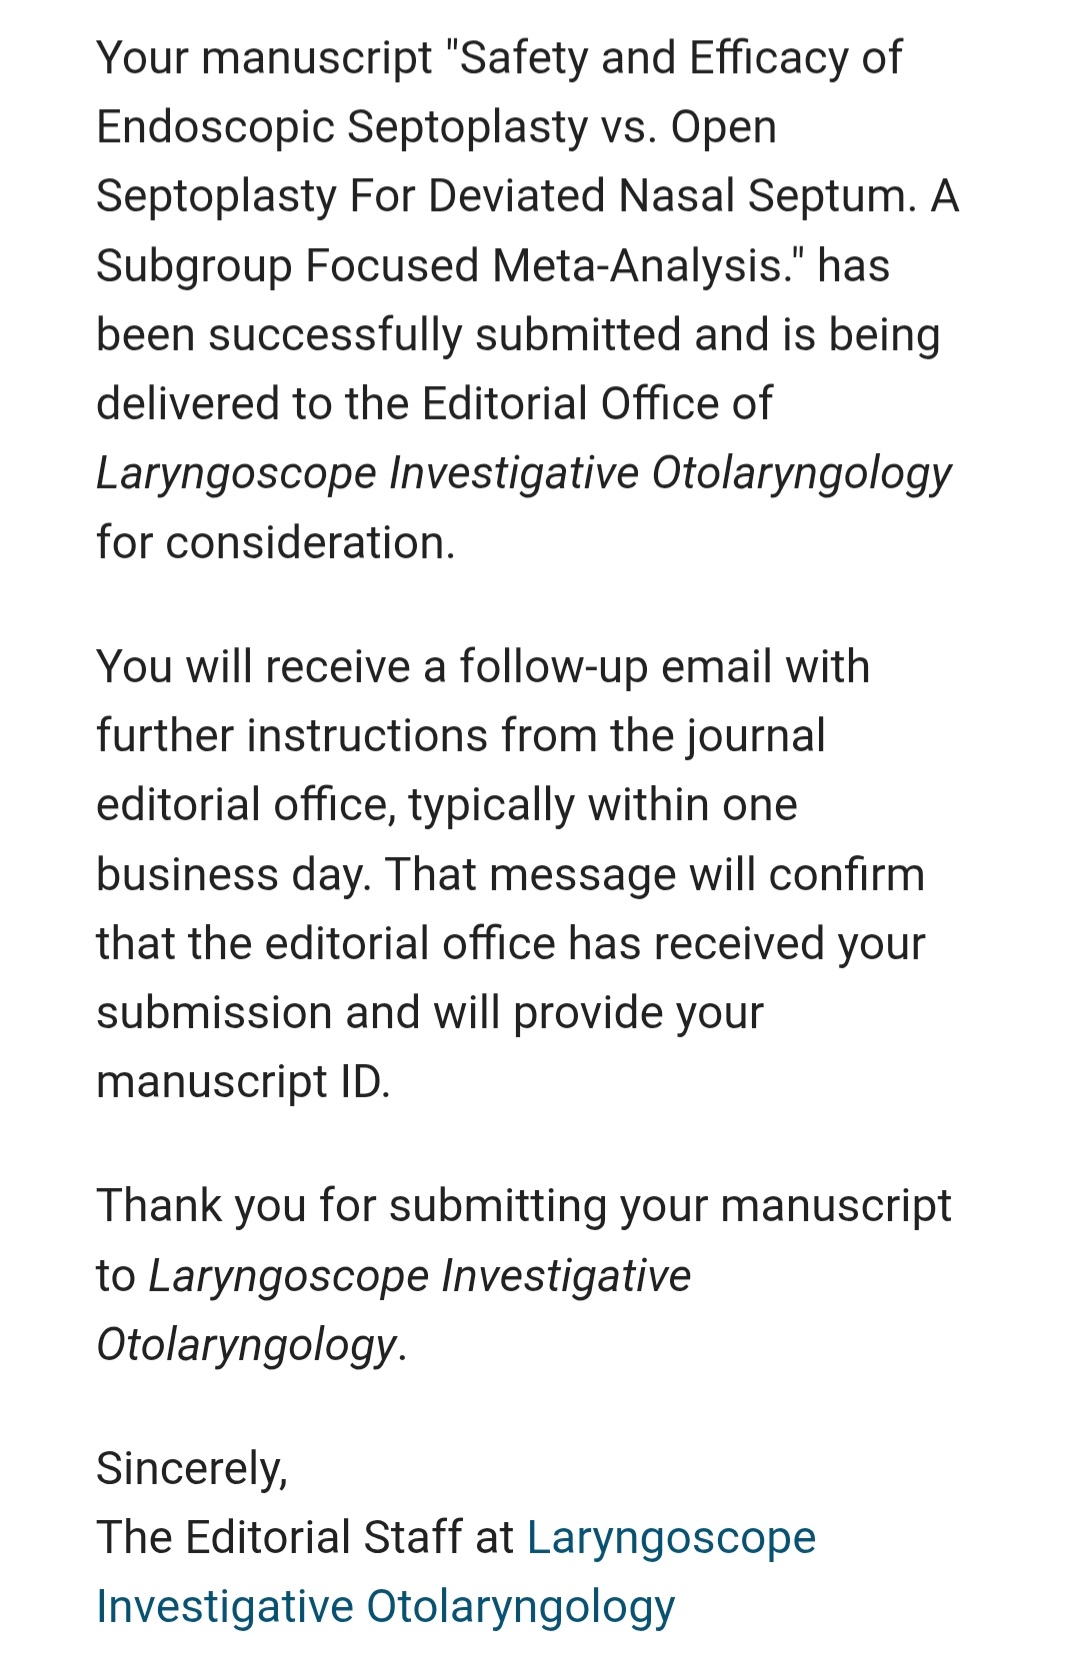 Your manuscript "Safety and Efficacy of
Endoscopic Septoplasty vs. Open
Septoplasty For Deviated Nasal Septum. A
Subgroup Focused Meta-Analysis." has
been successfully submitted and is being
delivered to the Editorial Office of
Laryngoscope Investigative Otolaryngology
for consideration.
You will receive a follow-up email with
further instructions from the journal
editorial office, typically within one
business day. That message will confirm
that the editorial office has received your
submission and will provide your
manuscript ID.
Thank you for submitting your manuscript
to Laryngoscope Investigative
Otolaryngology.
Sincerely,
The Editorial Staff at Laryngoscope
Investigative Otolaryngology